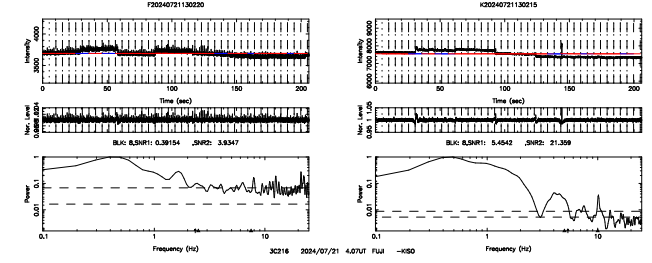 F20240721130220
K20240721130215
4000
3000
Intensity
0 50 100 150 200
Time (sec)
9000
8000
7000
6000
Intensity
0 50 100 150 200
Time (sec)
Nor. Level
1.05
1
0.95
Nor. Level
BLK: 8,SNR1: 0.39154 ,SNR2: 3.9347
BLK: 8,SNR1: 5.4542 ,SNR2: 21.359
1
0.1
0.01
Power
0.1 1 10
Frequency (Hz)
1
0.1
0.01
Power
0.1 1 10
Frequency (Hz)
3C216 2024/07/21 4.07UT FUJI -KISO